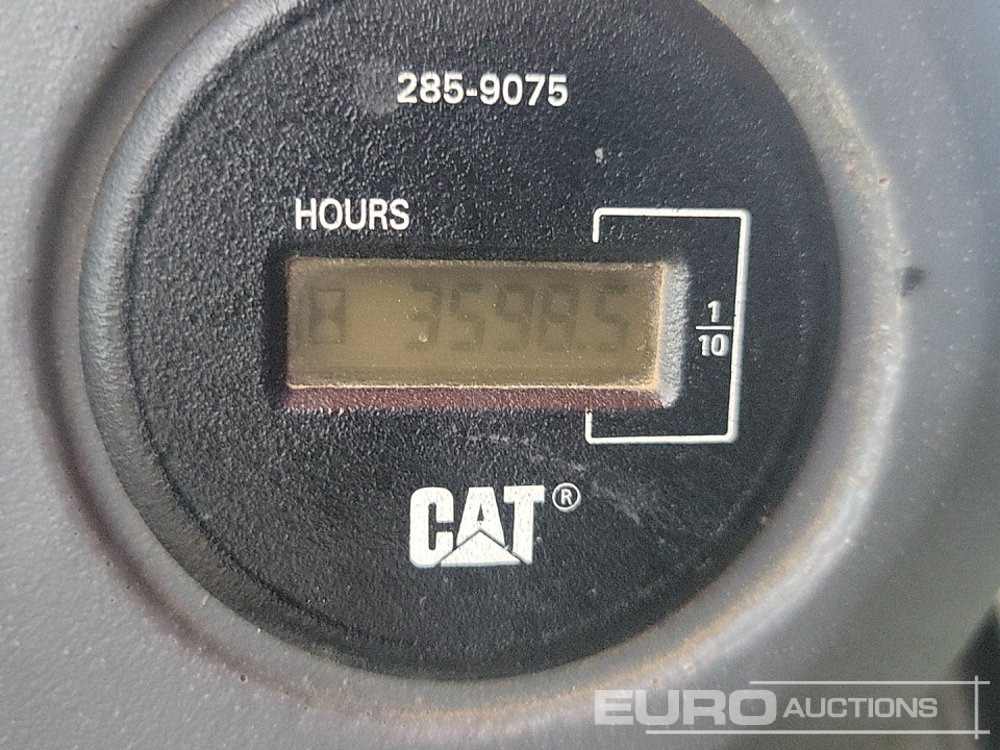 285-9075
HOURS
3598.5
1/10
CAT®
EURO AUCTIONS